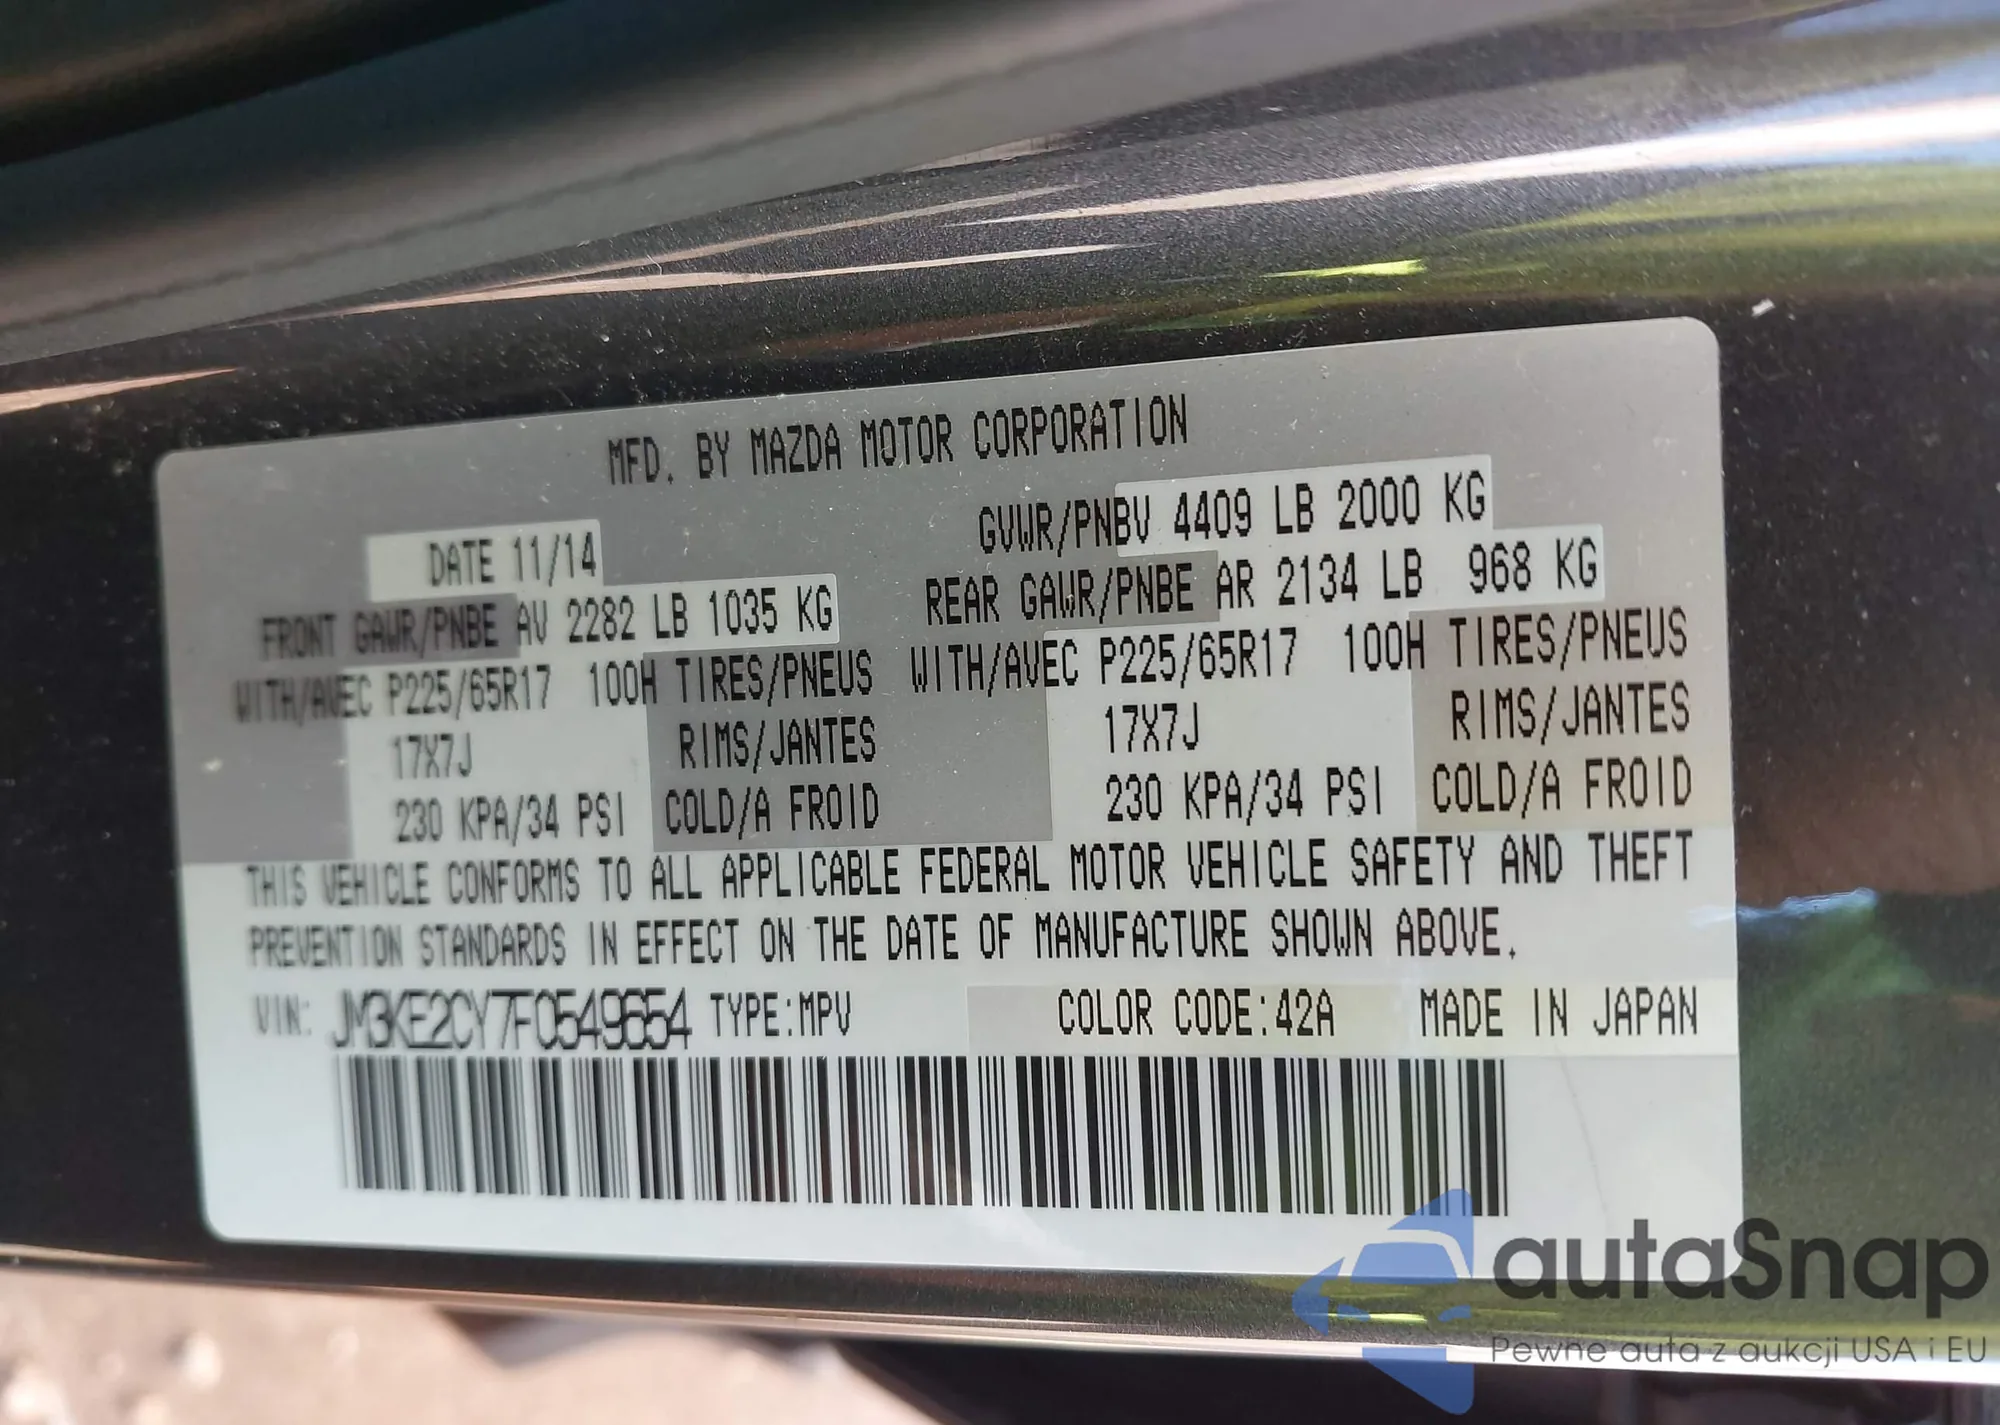 MFD. BY MAZDA MOTOR CORPORATION
DATE 11/14 GVWR/PNBV 4409 LB 2000 KG
FRONT GAWR/PNBE AV 2282 LB 1035 KG REAR GAWR/PNBE AR 2134 LB 968 KG
WITH/AVEC P225/65R17 100H TIRES/PNEUS WITH/AVEC P225/65R17 100H TIRES/PNEUS
17X7J RIMS/JANTES 17X7J RIMS/JANTES
230 KPA/34 PSI COLD/A FROID 230 KPA/34 PSI COLD/A FROID
THIS VEHICLE CONFORMS TO ALL APPLICABLE FEDERAL MOTOR VEHICLE SAFETY AND THEFT
PREVENTION STANDARDS IN EFFECT ON THE DATE OF MANUFACTURE SHOWN ABOVE.
VIN: JM3KE2CY7F0549654 TYPE:MPV COLOR CODE:42A MADE IN JAPAN
autaSnap
Pewne auta z aukcji USA i EU